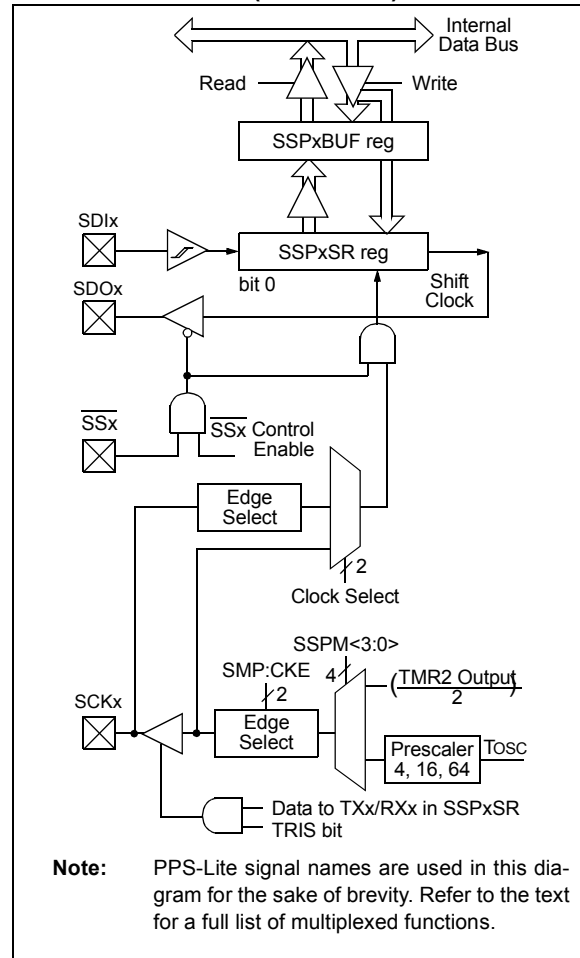 Internal
Data Bus
Read
Write
SSPxBUF reg
SDIx
SSPxSR reg
bit 0
Shift
Clock
SDOx
SSx
SSx Control
Enable
Edge
Select
2
Clock Select
SSPM<3:0>
SMP:CKE
4
(TMR2 Output)
2
2
SCKx
Edge
Select
Prescaler
4, 16, 64
TOSC
Data to TXx/RXx in SSPxSR
TRIS bit
Note: PPS-Lite signal names are used in this dia-
gram for the sake of brevity. Refer to the text
for a full list of multiplexed functions.